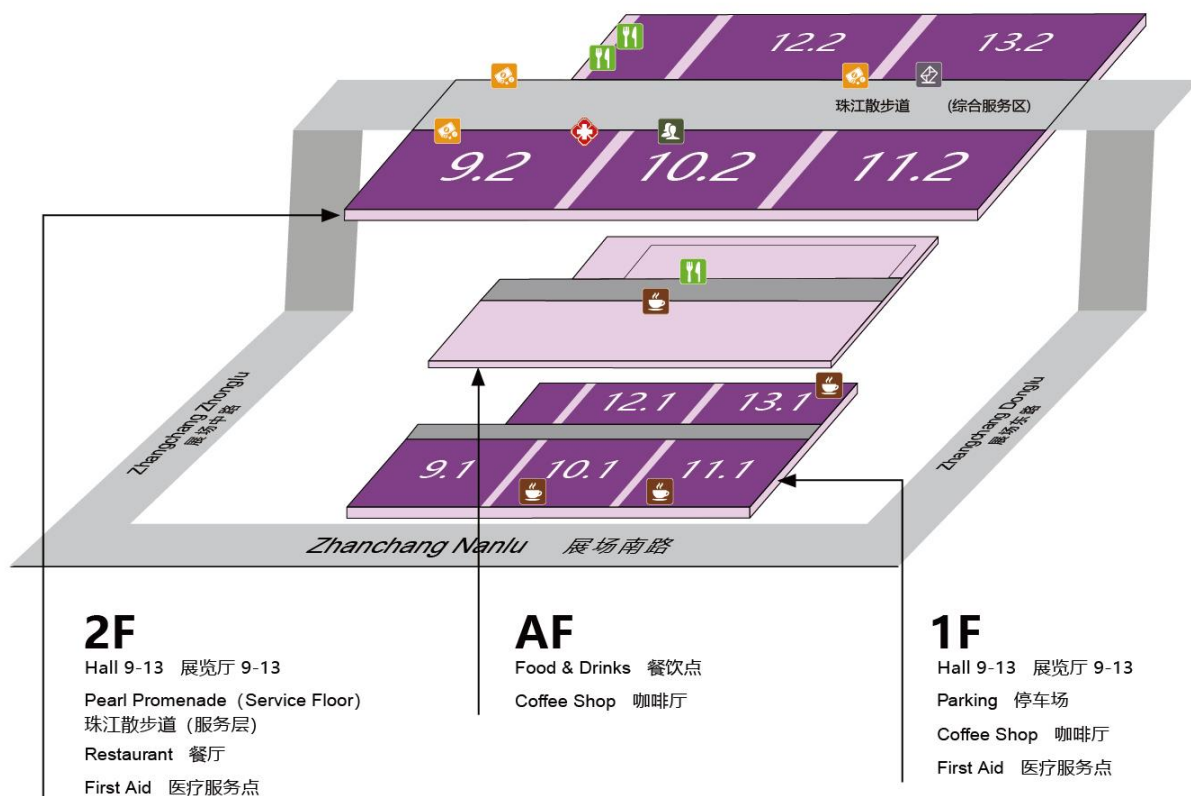 12.2 13.2
珠江散步道 (综合服务区)
9.2 10.2 11.2
12.1 13.1
9.1 10.1 11.1
Zhangchang Zhonglu
展场中路
Zhangchang Donglu
展场东路
Zhanchang Nanlu 展场南路
2F
Hall 9-13 展览厅 9-13
Pearl Promenade (Service Floor)
珠江散步道 (服务层)
Restaurant 餐厅
First Aid 医疗服务点
AF
Food & Drinks 餐饮点
Coffee Shop 咖啡厅
1F
Hall 9-13 展览厅 9-13
Parking 停车场
Coffee Shop 咖啡厅
First Aid 医疗服务点